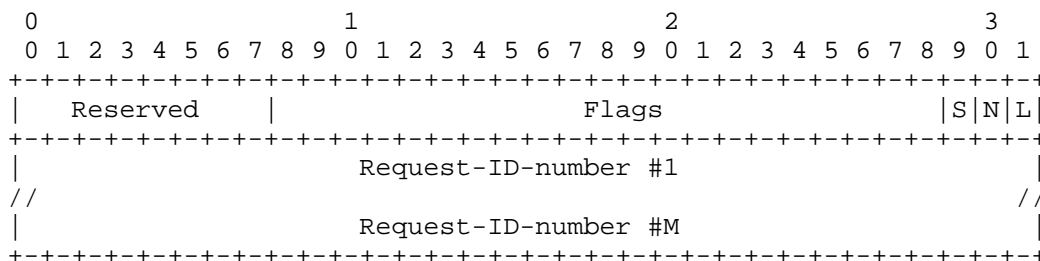 0                   1                   2                   3
 0 1 2 3 4 5 6 7 8 9 0 1 2 3 4 5 6 7 8 9 0 1 2 3 4 5 6 7 8 9 0 1
+-+-+-+-+-+-+-+-+-+-+-+-+-+-+-+-+-+-+-+-+-+-+-+-+-+-+-+-+-+-+-+-+
|   Reserved    |                   Flags                 |S|N|L|
+-+-+-+-+-+-+-+-+-+-+-+-+-+-+-+-+-+-+-+-+-+-+-+-+-+-+-+-+-+-+-+-+
|                     Request-ID-number #1                      |
//                                                             //
|                     Request-ID-number #M                      |
+-+-+-+-+-+-+-+-+-+-+-+-+-+-+-+-+-+-+-+-+-+-+-+-+-+-+-+-+-+-+-+-+